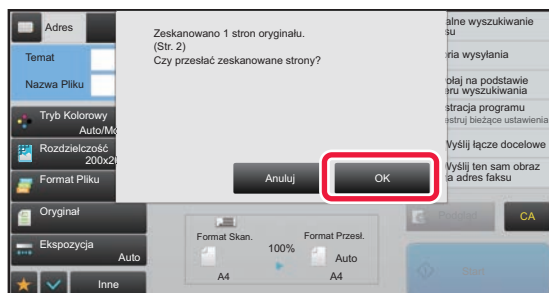 Adres
Temat
Nazwa Pliku
Tryb Kolorowy
Auto/Mo
Rozdzielczość
200x2
Format Pliku
Oryginał
Ekspozycja
Auto
Inne
Zeskanowano 1 stron oryginału.
(Str. 2)
Czy przesłać zeskanowane strony?
Anuluj
OK
Format Skan.
A4
100%
Format Przesł.
Auto
A4
alne wyszukiwanie
su
ria wysyłania
ołaj na podstawie
eru wyszukiwania
stracja programu
estruj bieżące ustawienia
Wyślij łącze docelowe
Wyślij ten sam obraz
a adres faksu
CA
Start